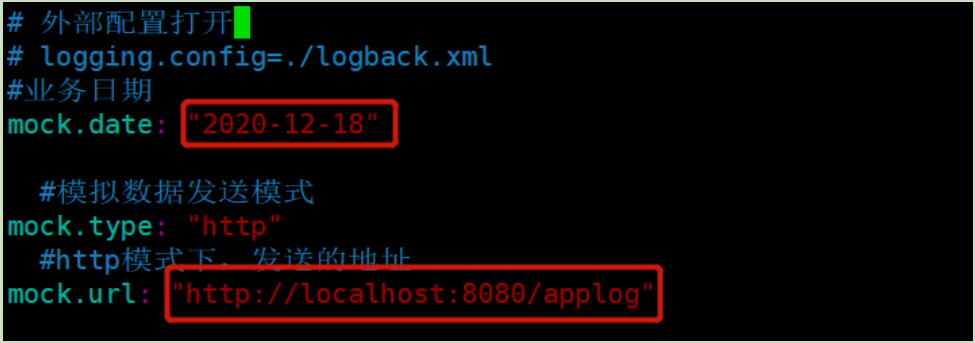 # 外部配置打开
# logging.config=./logback.xml
#业务日期
mock.date: "2020-12-18"
#模拟数据发送模式
mock.type: "http"
#http模式下，发送的地址
mock.url: "http://localhost:8080/applog"